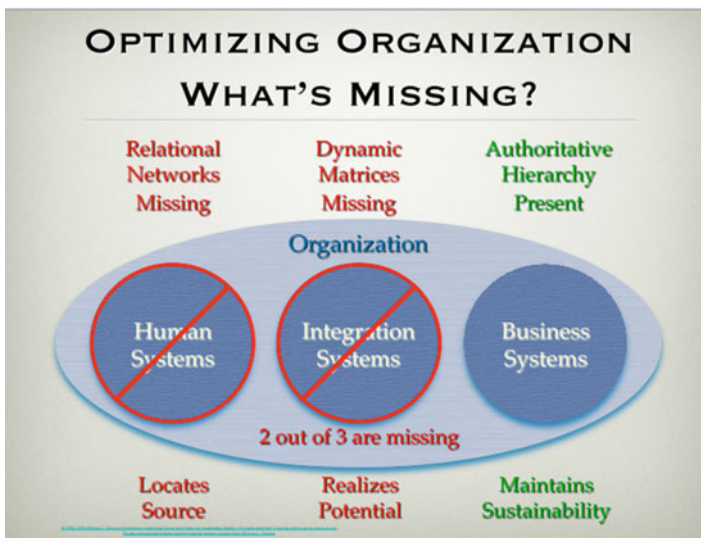 OPTIMIZING ORGANIZATION
WHAT'S MISSING?
Relational
Networks
Missing
Dynamic
Matrices
Missing
Authoritative
Hierarchy
Present
Organization
Human
Systems
Integration
Systems
Business
Systems
2 out of 3 are missing
Locates
Source
Realizes
Potential
Maintains
Sustainability